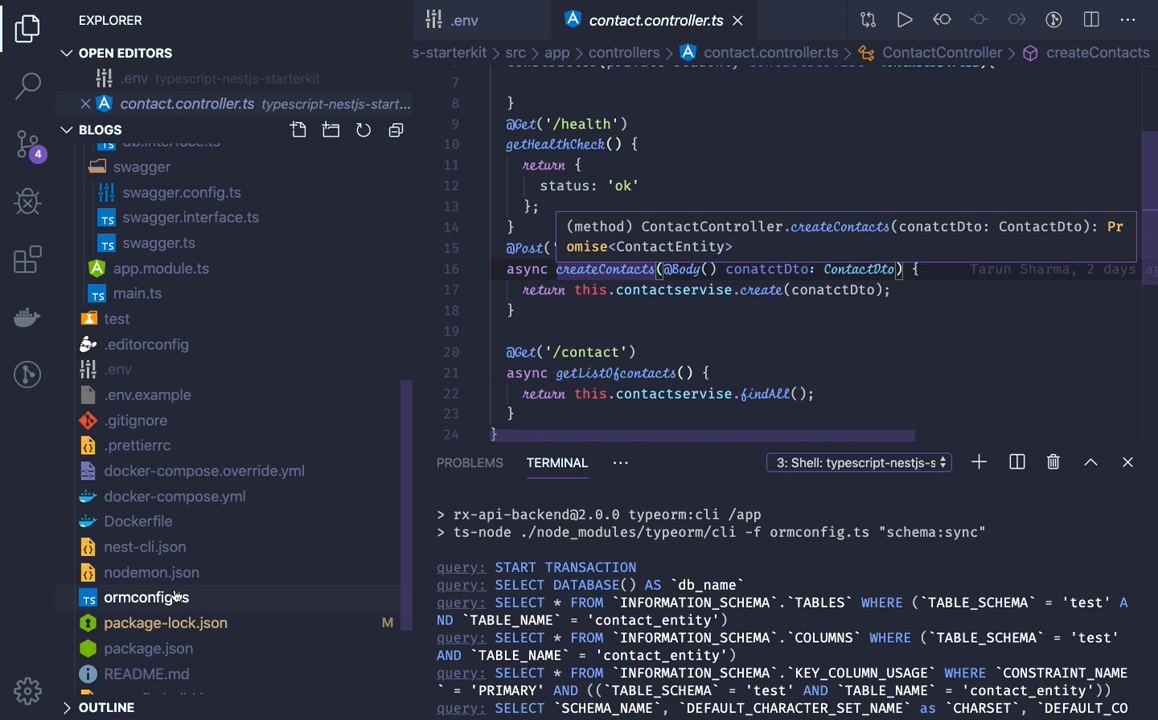 EXPLORER
OPEN EDITORS
.env typescript-nestjs-starterkit
contact.controller.ts typescript-nestjs-start...
BLOGS
db.interface.ts
swagger
swagger.config.ts
swagger.interface.ts
swagger.ts
app.module.ts
main.ts
test
.editorconfig
.env
.env.example
.gitignore
.prettierrc
docker-compose.override.yml
docker-compose.yml
Dockerfile
nest-cli.json
nodemon.json
ormconfig.ts
package-lock.json M
package.json
README.md
OUTLINE
4
.env
contact.controller.ts
s-starterkit > src > app > controllers > contact.controller.ts > ContactController > createContacts
7
8 }
9 @Get('/health')
10 getHealthCheck() {
11 return {
12 status: 'ok'
13 };
14 }
(method) ContactController.createContacts(conatctDto: ContactDto): Pr
omise<ContactEntity>
15 @Post('
16 async createContacts(@Body() conatctDto: ContactDto) { Tarun Sharma, 2 days ag
17 return this.contactservise.create(conatctDto);
18 }
19
20 @Get('/contact')
21 async getListOfcontacts() {
22 return this.contactservise.findAll();
23 }
24 }
PROBLEMS TERMINAL ... 3: Shell: typescript-nestjs-s
> rx-api-backend@2.0.0 typeorm:cli /app
> ts-node ./node_modules/typeorm/cli -f ormconfig.ts "schema:sync"
query: START TRANSACTION
query: SELECT DATABASE() AS `db_name`
query: SELECT * FROM `INFORMATION_SCHEMA`.`TABLES` WHERE (`TABLE_SCHEMA` = 'test' A
ND `TABLE_NAME` = 'contact_entity')
query: SELECT * FROM `INFORMATION_SCHEMA`.`COLUMNS` WHERE (`TABLE_SCHEMA` = 'test'
AND `TABLE_NAME` = 'contact_entity')
query: SELECT * FROM `INFORMATION_SCHEMA`.`KEY_COLUMN_USAGE` WHERE `CONSTRAINT_NAME
` = 'PRIMARY' AND ((`TABLE_SCHEMA` = 'test' AND `TABLE_NAME` = 'contact_entity'))
query: SELECT `SCHEMA_NAME`, `DEFAULT_CHARACTER_SET_NAME` as `CHARSET`, `DEFAULT_CO